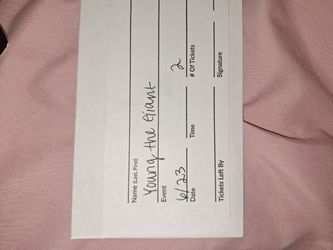 Name (Last, First)
Young the Giant
Event
6/23 2
Date Time # Of Tickets
Tickets Left By Signature